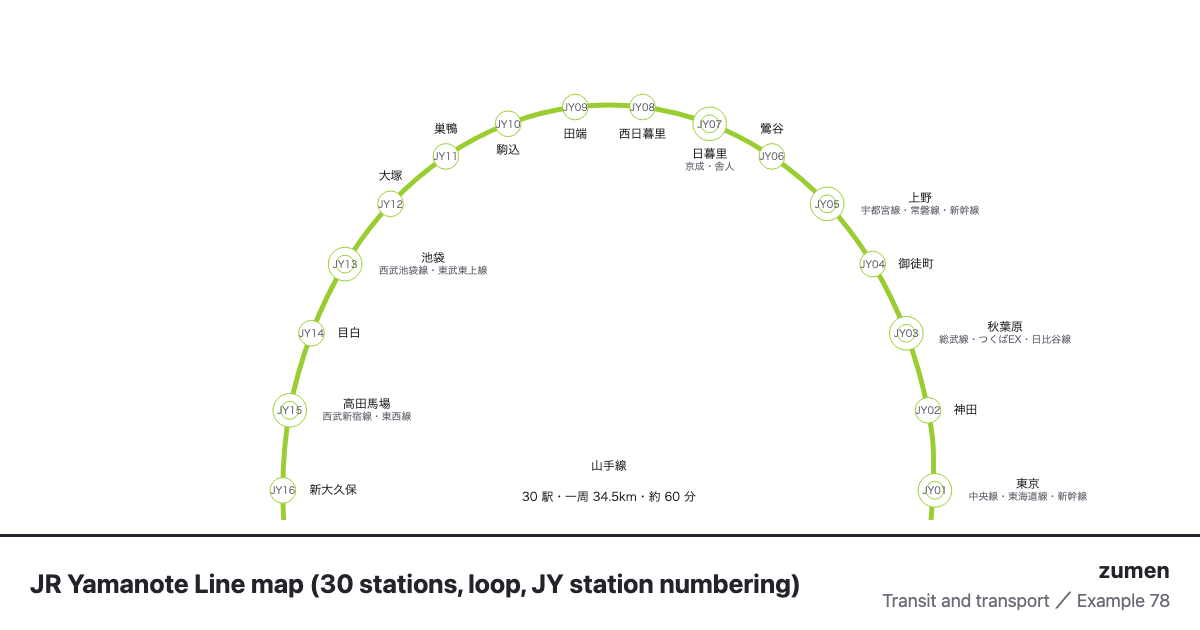 JY09
JY08
JY10
JY07
巣鴨
鶯谷
田端
西日暮里
駒込
日暮里
京成・舎人
JY11
JY06
大塚
JY12
JY05
上野
宇都宮線・常磐線・新幹線
池袋
西武池袋線・東武東上線
JY13
JY04
御徒町
JY14
目白
JY03
秋葉原
総武線・つくばEX・日比谷線
JY15
高田馬場
西武新宿線・東西線
JY02
神田
山手線
30 駅・一周 34.5km・約 60 分
JY16
新大久保
JY01
東京
中央線・東海道線・新幹線
JR Yamanote Line map (30 stations, loop, JY station numbering)
zumen
Transit and transport ／ Example 78